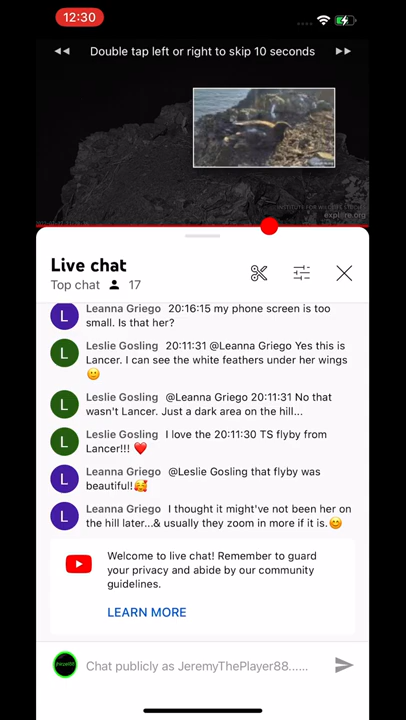 12:30
Double tap left or right to skip 10 seconds
explore.org
Live chat
Top chat 17
Leanna Griego 20:16:15 my phone screen is too
small. Is that her?
Leslie Gosling 20:11:31 @Leanna Griego Yes this is
Lancer. I can see the white feathers under her wings
🙂
Leslie Gosling @Leanna Griego 20:11:31 No that
wasn't Lancer. Just a dark area on the hill...
Leslie Gosling I love the 20:11:30 TS flyby from
Lancer!!! ❤️
Leanna Griego @Leslie Gosling that flyby was
beautiful!🥰
Leanna Griego I thought it might've not been her on
the hill later...& usually they zoom in more if it is.😊
Welcome to live chat! Remember to guard
your privacy and abide by our community
guidelines.
LEARN MORE
Chat publicly as JeremyThePlayer88......